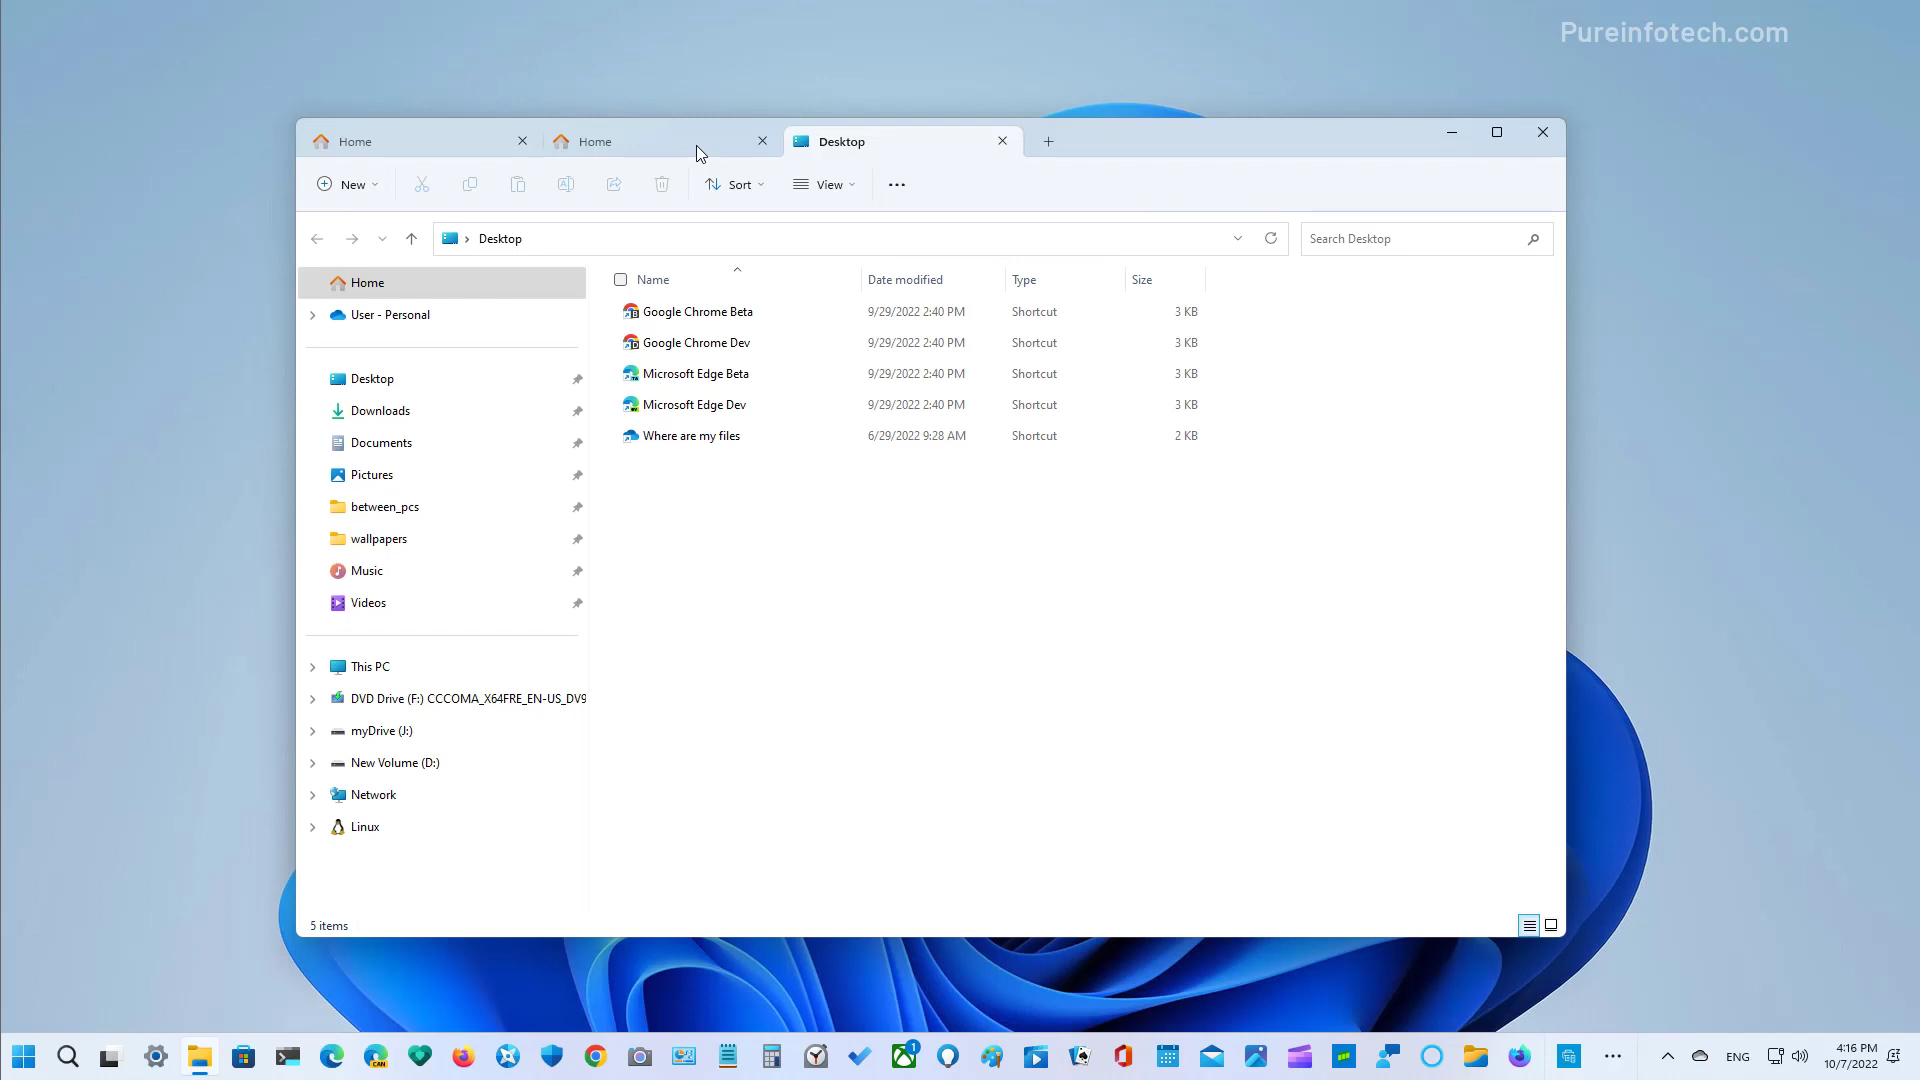 Pureinfotech.com
Home
Home
Desktop
New
Sort
View
Desktop
Search Desktop
Home
User - Personal
Desktop
Downloads
Documents
Pictures
between_pcs
wallpapers
Music
Videos
This PC
DVD Drive (F:) CCCOMA_X64FRE_EN-US_DV9
myDrive (J:)
New Volume (D:)
Network
Linux
Name Date modified Type Size
Google Chrome Beta 9/29/2022 2:40 PM Shortcut 3 KB
Google Chrome Dev 9/29/2022 2:40 PM Shortcut 3 KB
Microsoft Edge Beta 9/29/2022 2:40 PM Shortcut 3 KB
Microsoft Edge Dev 9/29/2022 2:40 PM Shortcut 3 KB
Where are my files 6/29/2022 9:28 AM Shortcut 2 KB
5 items
CAN
1
ENG
4:16 PM
10/7/2022